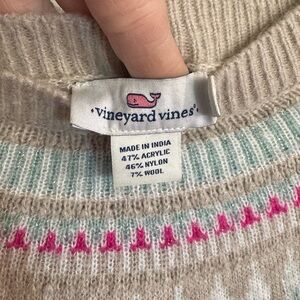 vineyard vines®
MADE IN INDIA
47% ACRYLIC
46% NYLON
7% WOOL